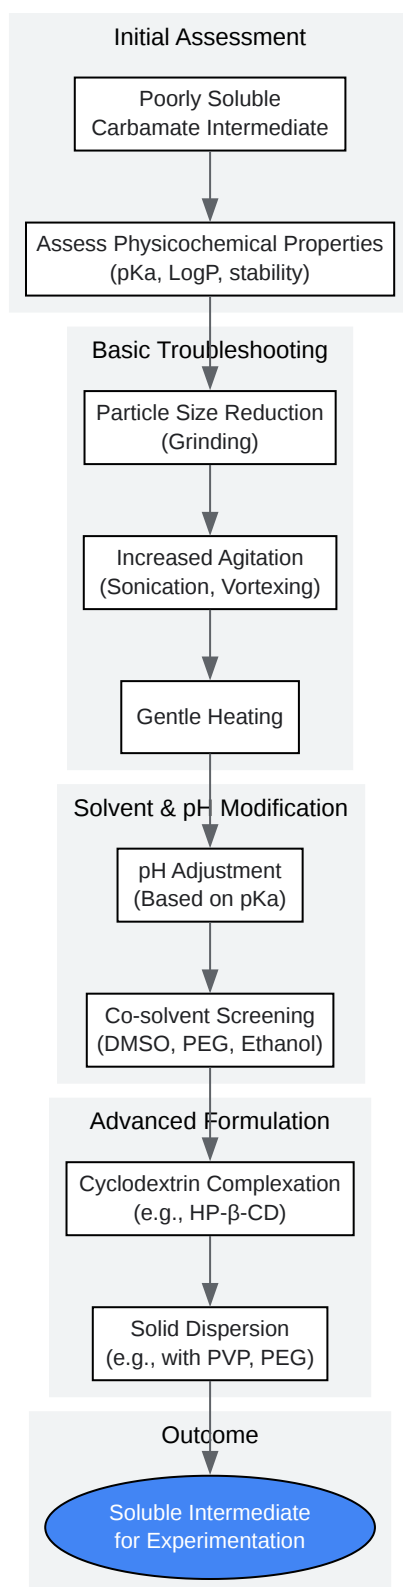 Initial Assessment
Poorly Soluble
Carbamate Intermediate
Assess Physicochemical Properties
(pKa, LogP, stability)
Basic Troubleshooting
Particle Size Reduction
(Grinding)
Increased Agitation
(Sonication, Vortexing)
Gentle Heating
Solvent & pH Modification
pH Adjustment
(Based on pKa)
Co-solvent Screening
(DMSO, PEG, Ethanol)
Advanced Formulation
Cyclodextrin Complexation
(e.g., HP-β-CD)
Solid Dispersion
(e.g., with PVP, PEG)
Outcome
Soluble Intermediate
for Experimentation